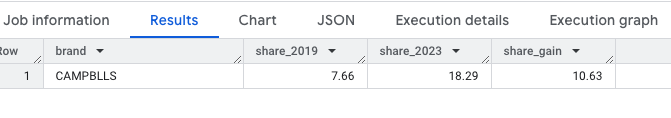 Job information Results Chart JSON Execution details Execution graph
Row brand share_2019 share_2023 share_gain
1 CAMPBLLS 7.66 18.29 10.63